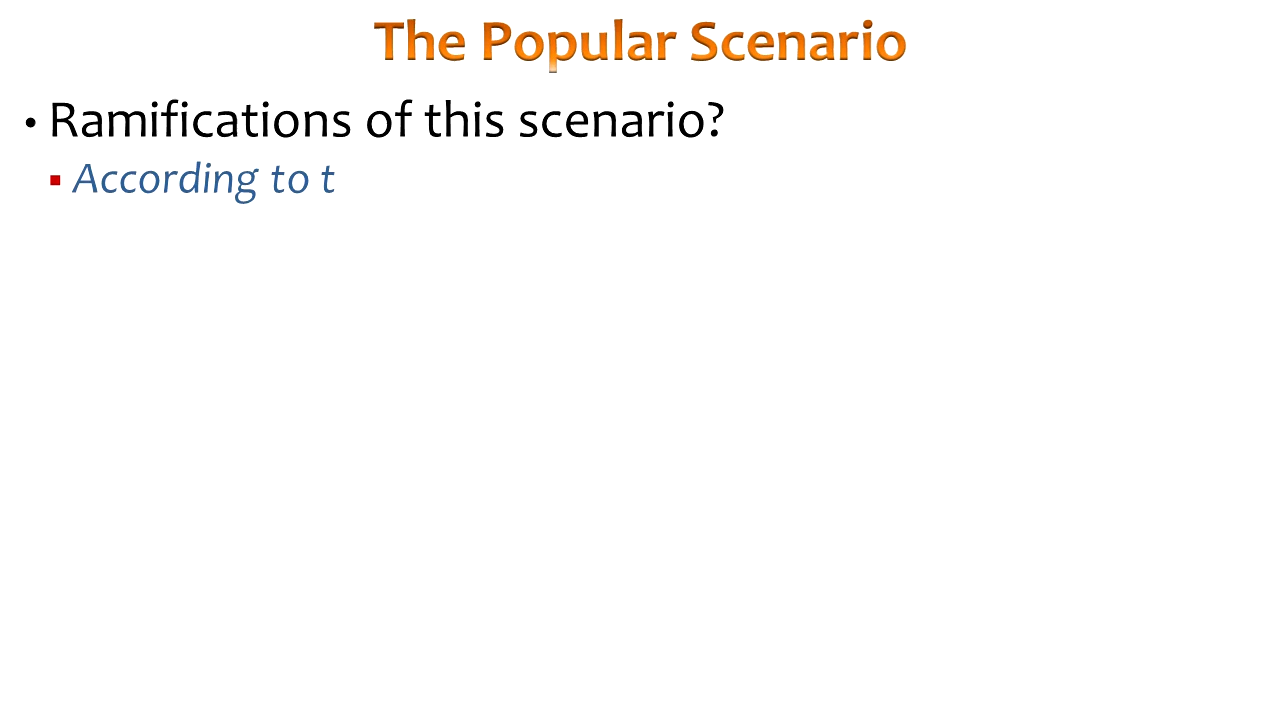 The Popular Scenario
• Ramifications of this scenario?
▪ According to t